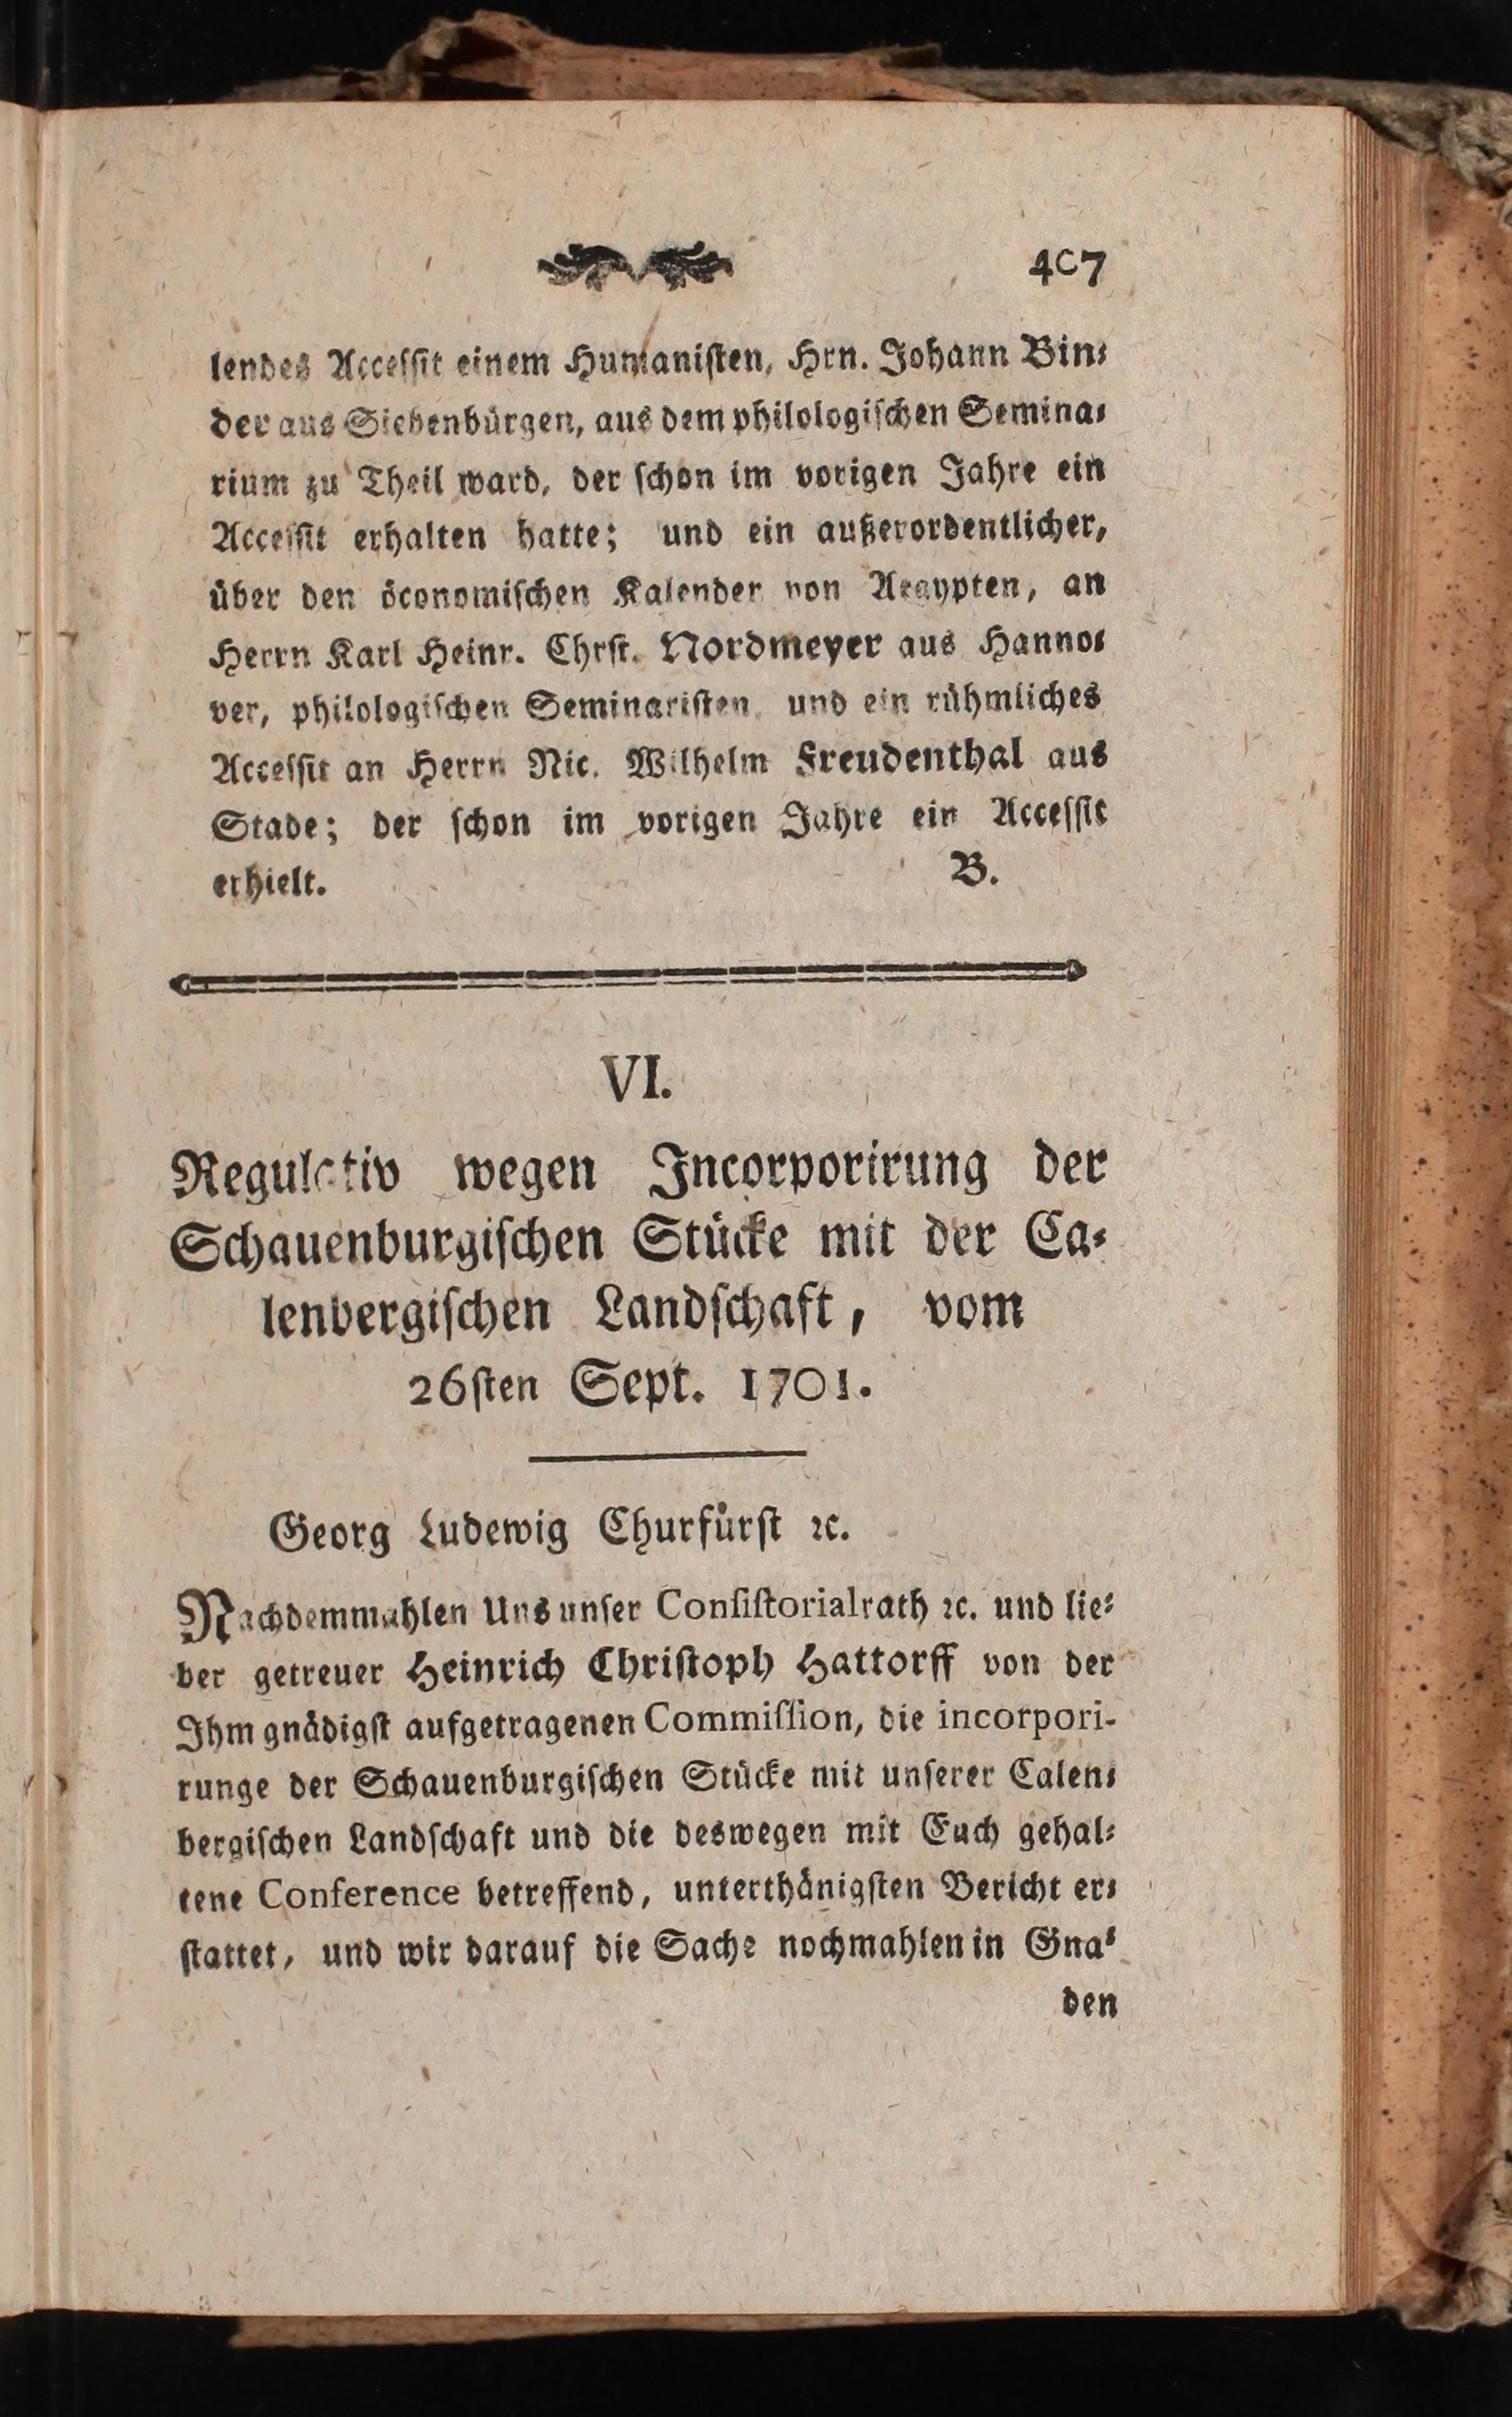 407
lendes Accessit einem Humanisten, Hrn. Johann Bin⸗
der aus Siebenbürgen, aus dem philologischen Semina⸗
rium zu Theil ward, der schon im vorigen Jahre ein
Accessit erhalten hatte; und ein außerordentlicher,
über den öconomischen Kalender von Aegypten, an
Herrn Karl Heinr. Chrst. Nordmeyer aus Hanno⸗
ver, philologischen Seminaristen, und ein rühmliches
Accessit an Herrn Nic. Wilhelm Freudenthal aus
Stade; der schon im vorigen Jahre ein Accessit
erhielt. B.
VI.
Regulativ wegen Incorporirung der
Schauenburgischen Stücke mit der Ca⸗
lenbergischen Landschaft, vom
26sten Sept. 1701.
Georg Ludewig Churfürst ꝛc.
Nachdemmahlen Uns unser Consistorialrath ꝛc. und lie⸗
ber getreuer Heinrich Christoph Hattorff von der
Ihm gnädigst aufgetragenen Commission, die incorpori-
runge der Schauenburgischen Stücke mit unserer Calen⸗
bergischen Landschaft und die deswegen mit Euch gehal⸗
tene Conference betreffend, unterthänigsten Bericht er⸗
stattet, und wir darauf die Sache nochmahlen in Gna⸗
den